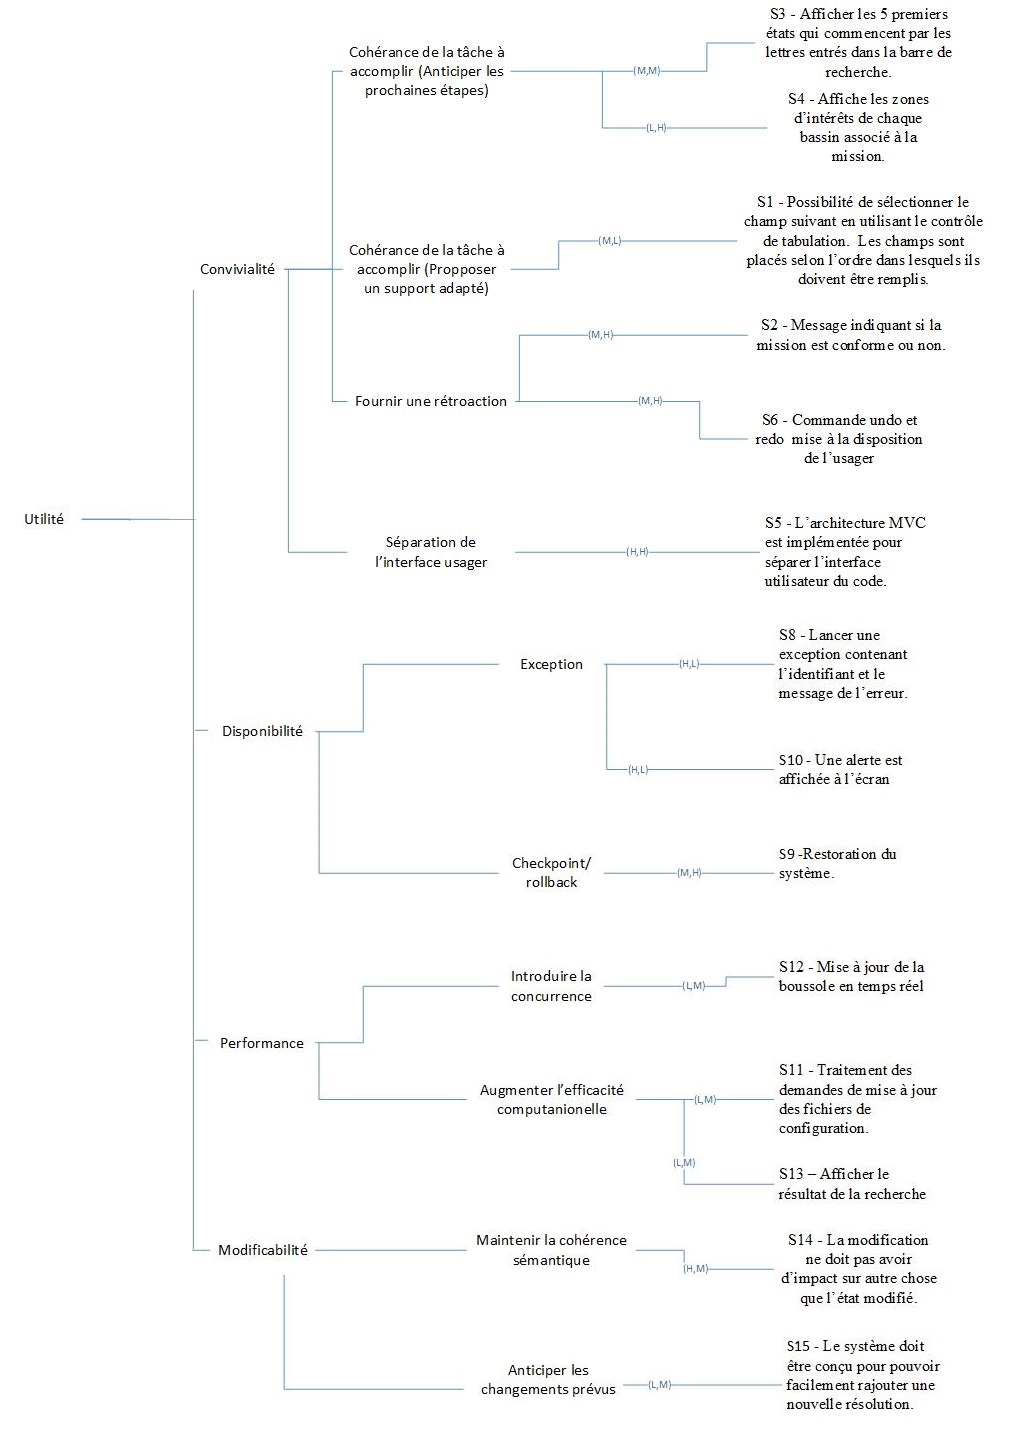 S3 - Afficher les 5 premiers
états qui commencent par les
lettres entrés dans la barre de
recherche.
Cohérance de la tâche à
accomplir (Anticiper les
prochaines étapes)
(M,M)
(L,H)
S4 - Affiche les zones
d'intérêts de chaque
bassin associé à la
mission.
S1 - Possibilité de sélectionner le
champ suivant en utilisant le contrôle
de tabulation. Les champs sont
placés selon l'ordre dans lesquels ils
doivent être remplis.
(M,L)
Cohérance de la tâche à
accomplir (Propposer
un support adapté)
Convivialité
(M,H)
S2 - Message indiquant si la
mission est conforme ou non.
Fournir une rétroaction
(M,H)
S6 - Commande undo et
redo mise à la disposition
de l'usager
Utilité
Séparation de
l'interface usager
(H,H)
S5 - L'architecture MVC
est implémentée pour
séparer l'interface
utilisateur du code.
Exception
(H,L)
S8 - Lancer une
exception contenant
l'identifiant et le
message de l'erreur.
Disponibilité
(H,L)
S10 - Une alerte est
affichée à l'écran
Checkpoint/
rollback
(M,H)
S9 -Restoration du
système.
Introduire la
concurrence
(L,M)
S12 - Mise à jour de la
boussole en temps réel
Performance
Augmenter l'efficacité
computanionelle
(L,M)
S11 - Traitement des
demandes de mise à jour
des fichiers de
configuration.
(L,M)
S13 – Afficher le
résultat de la recherche
Modificabilité
Maintenir la cohérence
sémantique
(H,M)
S14 - La modification
ne doit pas avoir
d'impact sur autre chose
que l'état modifié.
Anticiper les
changements prévus
(L,M)
S15 - Le système doit
être conçu pour pouvoir
facilement rajouter une
nouvelle résolution.